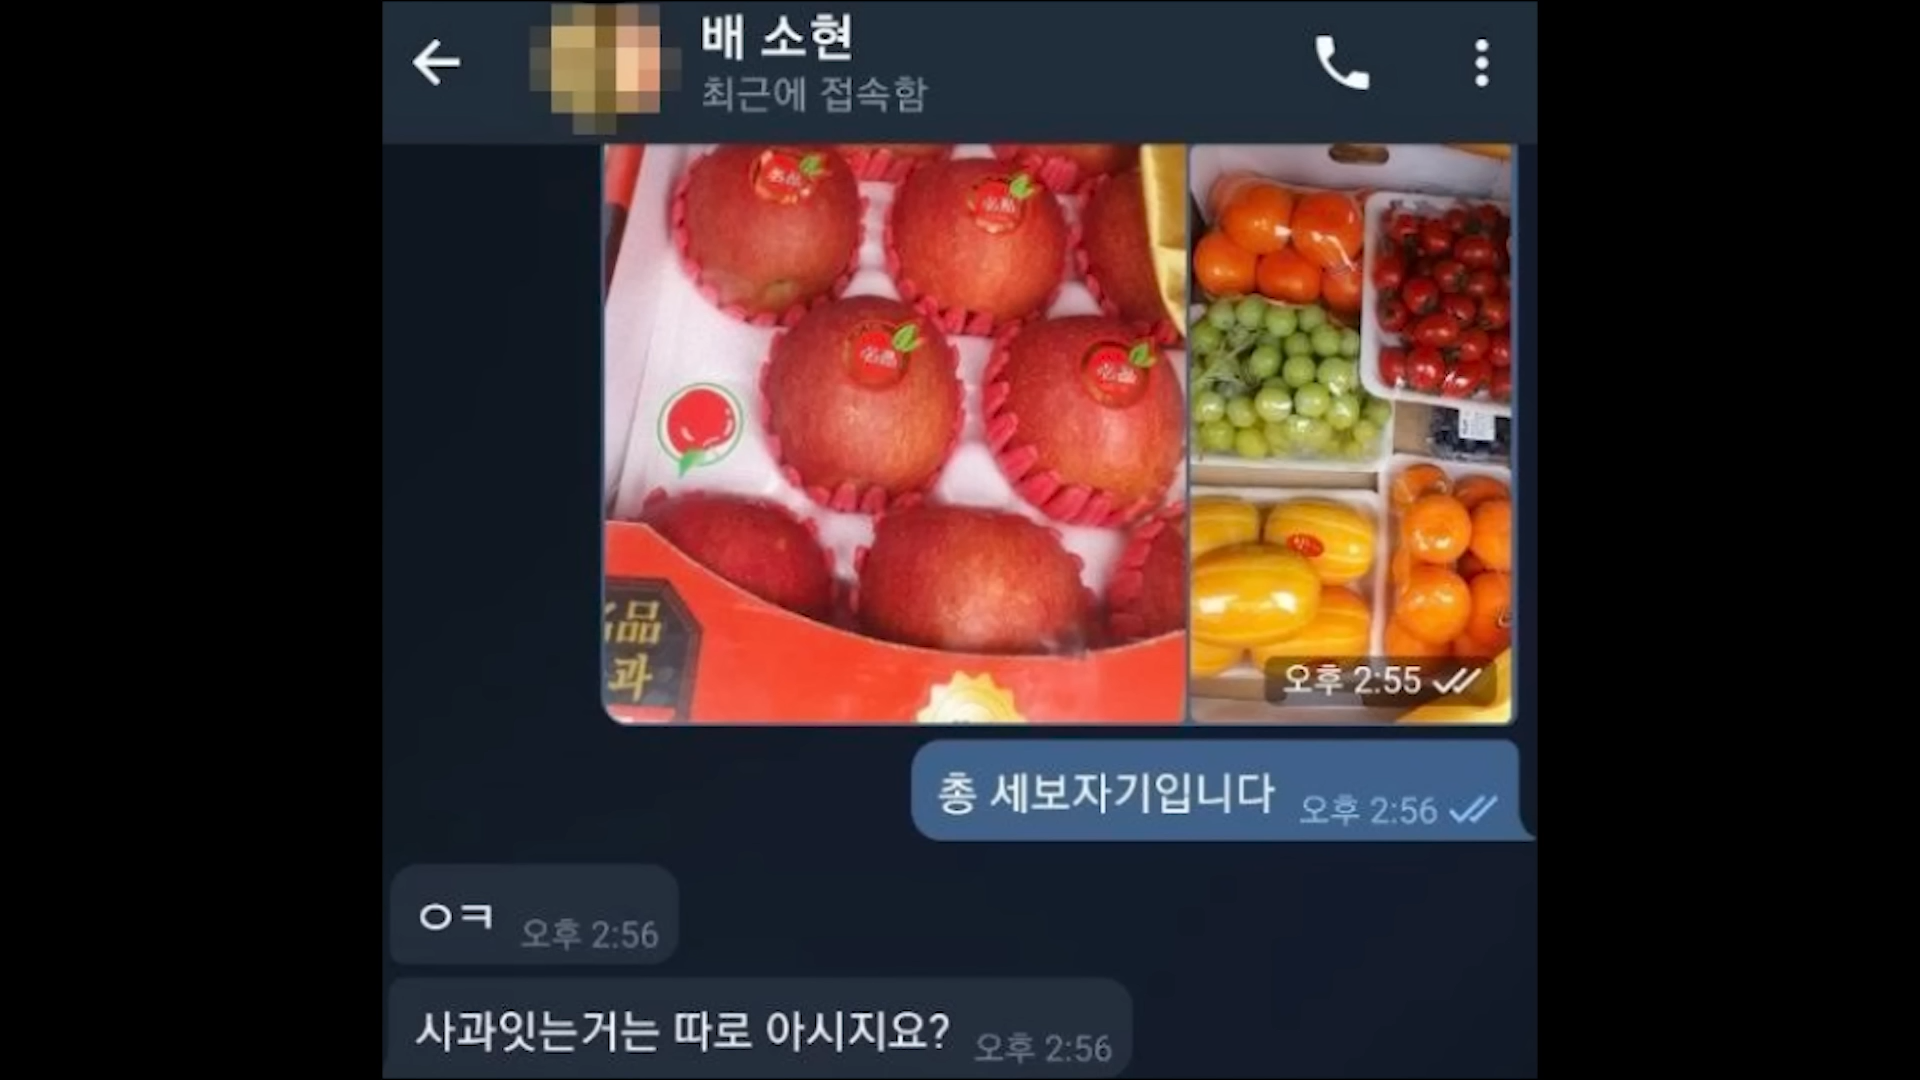 배 소현
최근에 접속함
品
과
오후 2:55
총 세보자기입니다 오후 2:56
ㅇㅋ 오후 2:56
사과잇는거는 따로 아시지요? 오후 2:56